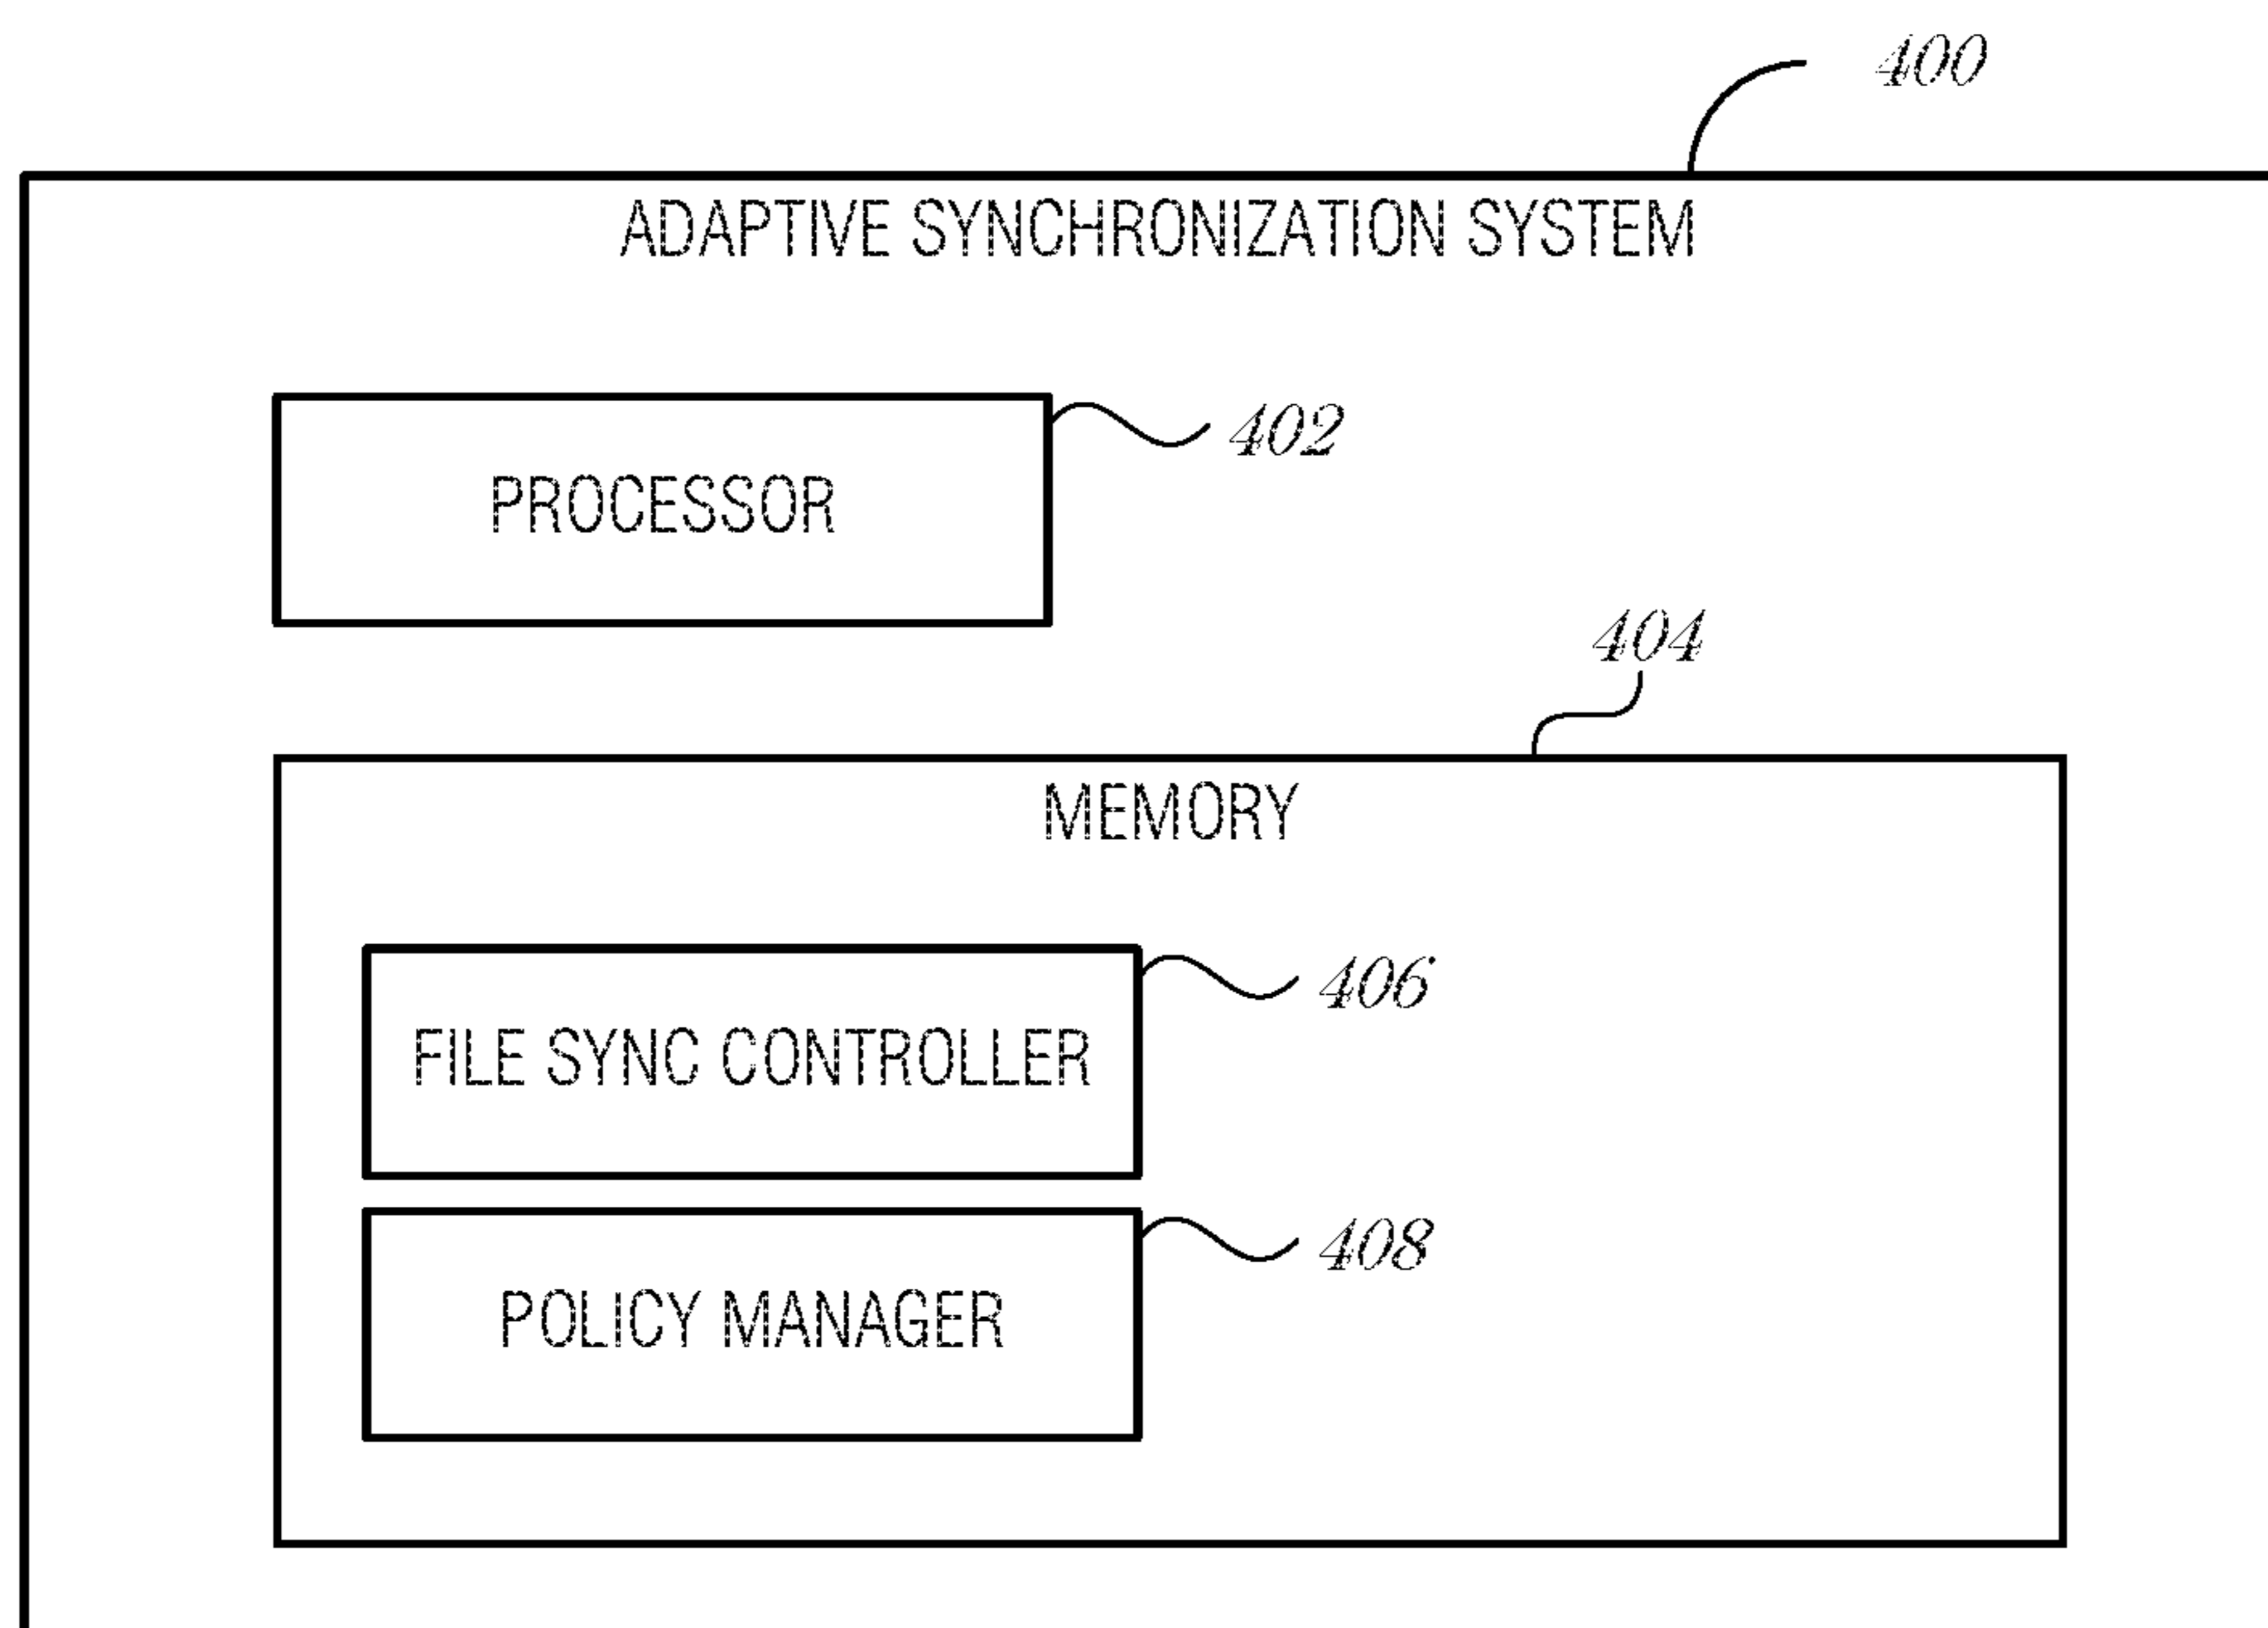 400
ADAPTIVE SYNCHRONIZATION SYSTEM
402
PROCESSOR
404
MEMORY
406
FILE SYNC CONTROLLER
408
POLICY MANAGER